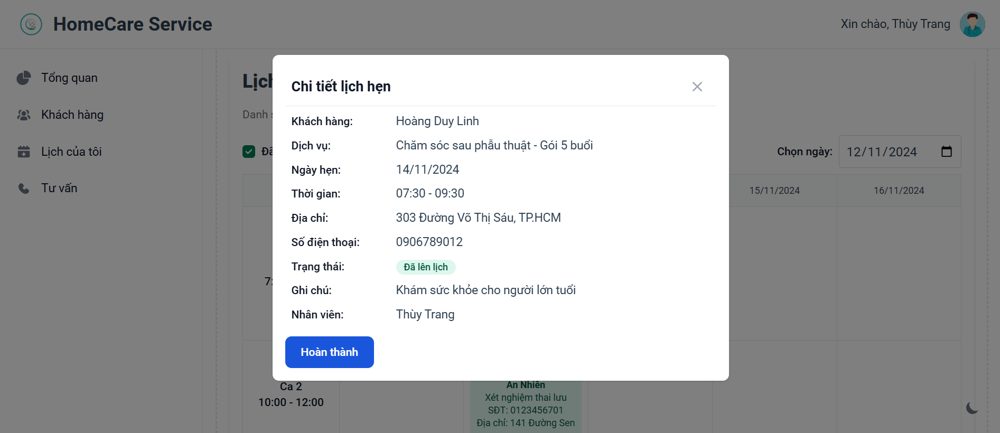 HomeCare Service
Xin chào, Thùy Trang
Tổng quan
Khách hàng
Lịch của tôi
Tư vấn
Chi tiết lịch hẹn
Khách hàng: Hoàng Duy Linh
Dịch vụ: Chăm sóc sau phẫu thuật - Gói 5 buổi
Ngày hẹn: 14/11/2024
Thời gian: 07:30 - 09:30
Địa chỉ: 303 Đường Võ Thị Sáu, TP.HCM
Số điện thoại: 0906789012
Trạng thái: Đã lên lịch
Ghi chú: Khám sức khỏe cho người lớn tuổi
Nhân viên: Thùy Trang
Hoàn thành
Lịch
Danh
Chọn ngày: 12/11/2024
15/11/2024 16/11/2024
Ca 2
10:00 - 12:00
An Nhiên
Xét nghiệm thai lưu
SĐT: 0123456701
Địa chỉ: 141 Đường Sen